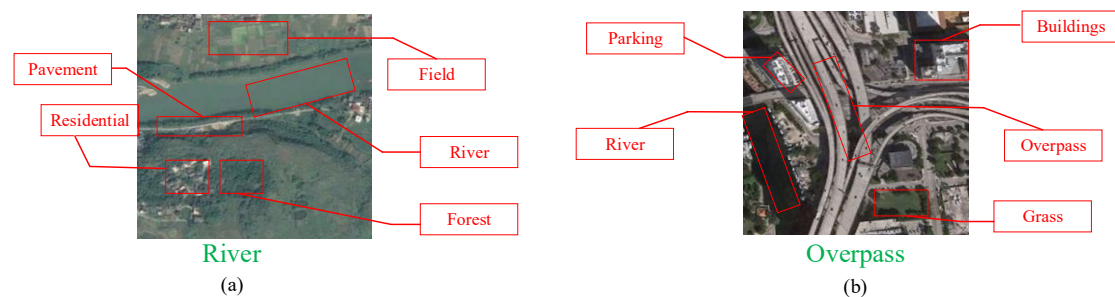 Pavement
Residential
Field
River
Forest
River
(a)
Parking
River
Buildings
Overpass
Grass
Overpass
(b)